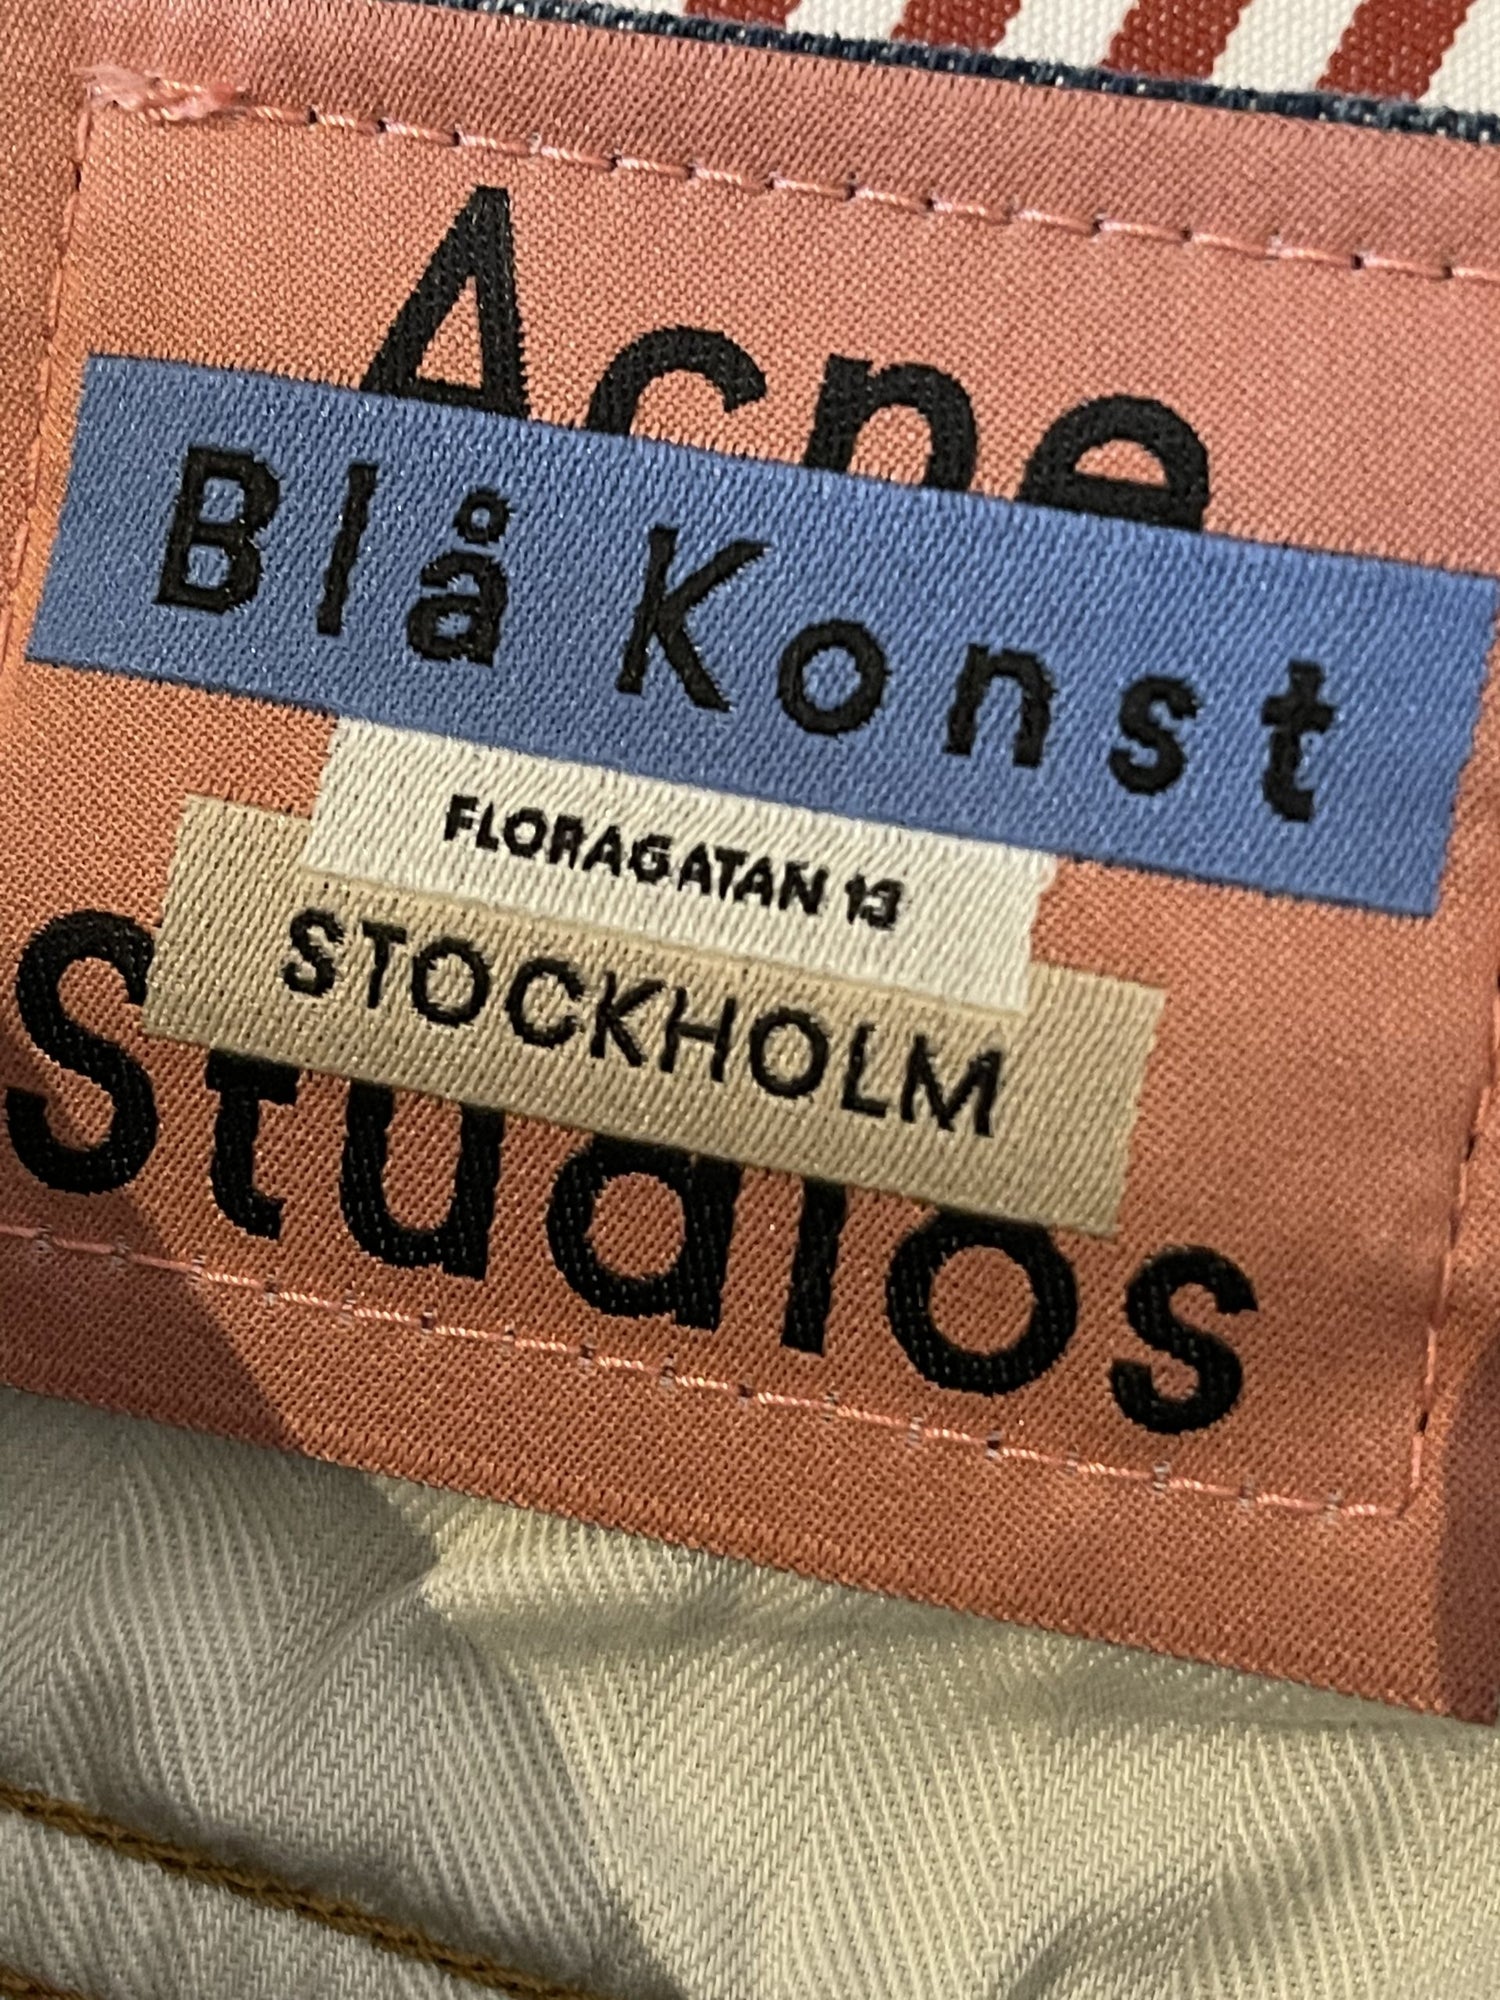 Acne
Blå Konst
FLORAGATAN 13
STOCKHOLM
Studios